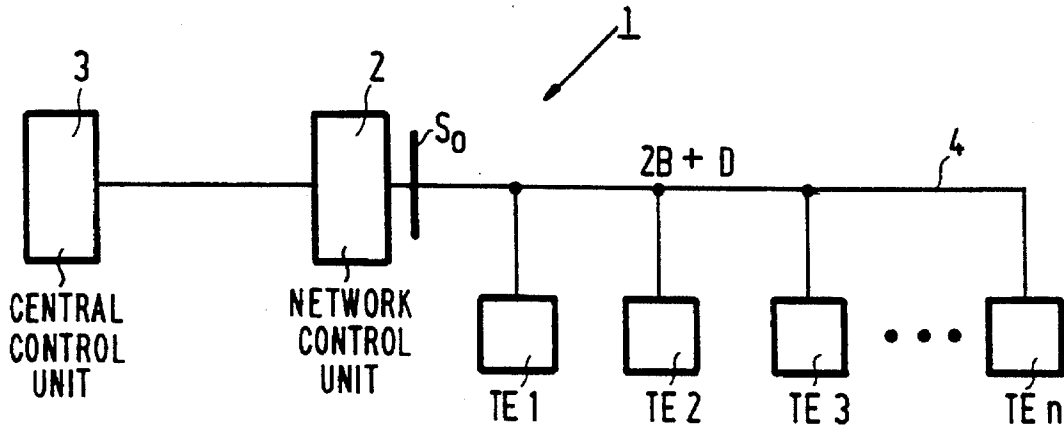 1
3
2
S₀
2B + D
4
CENTRAL
CONTROL
UNIT
NETWORK
CONTROL
UNIT
TE 1
TE 2
TE 3
TE n